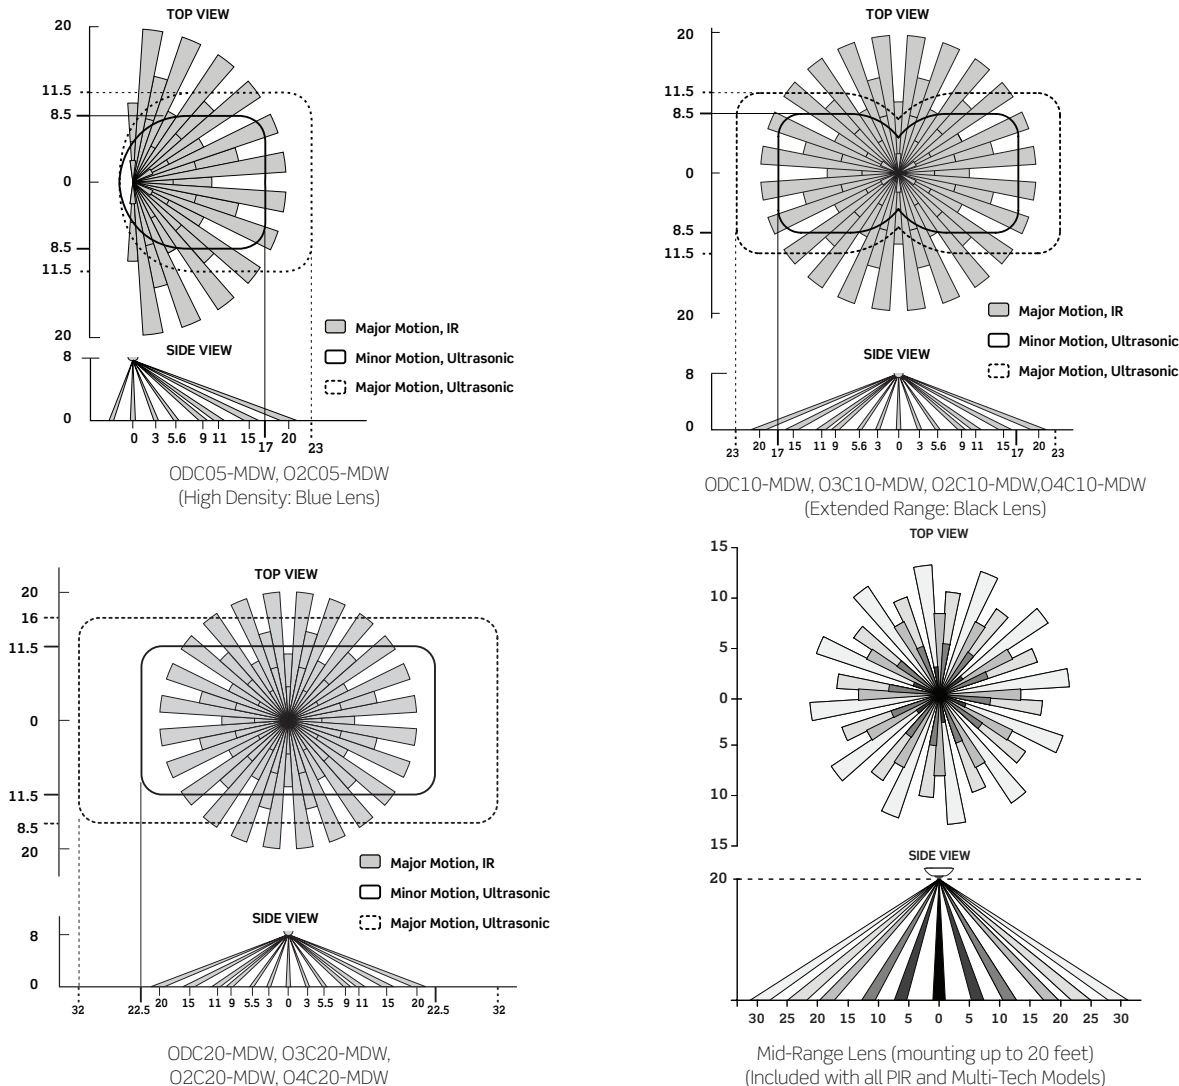 TOP VIEW
20
11.5
8.5
0
8.5
11.5
20
Major Motion, IR
Minor Motion, Ultrasonic
Major Motion, Ultrasonic
SIDE VIEW
8
0
0 3 5.6 9 11 15 17 20 23
ODC05-MDW, O2C05-MDW
(High Density: Blue Lens)
TOP VIEW
20
11.5
8.5
0
8.5
11.5
20
Major Motion, IR
Minor Motion, Ultrasonic
Major Motion, Ultrasonic
SIDE VIEW
8
0
23 20 17 15 11 9 5.6 3 0 3 5.6 9 11 15 17 20 23
ODC10-MDW, O3C10-MDW, O2C10-MDW,O4C10-MDW
(Extended Range: Black Lens)
TOP VIEW
20
16
11.5
0
11.5
8.5
20
Major Motion, IR
Minor Motion, Ultrasonic
Major Motion, Ultrasonic
SIDE VIEW
8
0
32 22.5 20 15 11 9 5.5 3 0 3 5.5 9 11 15 20 22.5 32
ODC20-MDW, O3C20-MDW,
O2C20-MDW, O4C20-MDW
TOP VIEW
15
10
5
0
5
10
15
SIDE VIEW
20
30 25 20 15 10 5 0 5 10 15 20 25 30
Mid-Range Lens (mounting up to 20 feet)
(Included with all PIR and Multi-Tech Models)